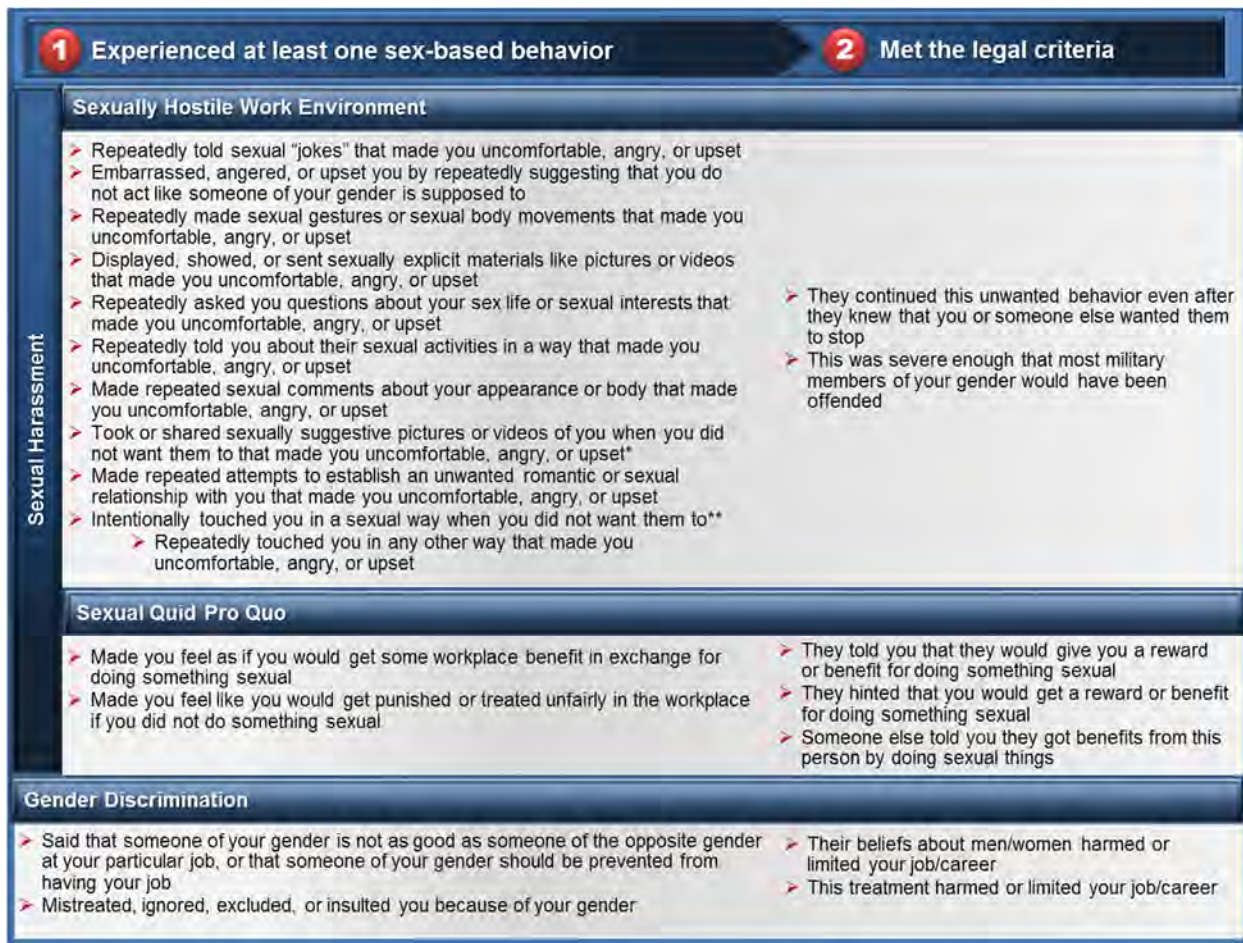 1 Experienced at least one sex-based behavior
2 Met the legal criteria
Sexual Harassment
Sexually Hostile Work Environment
➢ Repeatedly told sexual “jokes” that made you uncomfortable, angry, or upset
➢ Embarrassed, angered, or upset you by repeatedly suggesting that you do
not act like someone of your gender is supposed to
➢ Repeatedly made sexual gestures or sexual body movements that made you
uncomfortable, angry, or upset
➢ Displayed, showed, or sent sexually explicit materials like pictures or videos
that made you uncomfortable, angry, or upset
➢ Repeatedly asked you questions about your sex life or sexual interests that
made you uncomfortable, angry, or upset
➢ Repeatedly told you about their sexual activities in a way that made you
uncomfortable, angry, or upset
➢ Made repeated sexual comments about your appearance or body that made
you uncomfortable, angry, or upset
➢ Took or shared sexually suggestive pictures or videos of you when you did
not want them to that made you uncomfortable, angry, or upset*
➢ Made repeated attempts to establish an unwanted romantic or sexual
relationship with you that made you uncomfortable, angry, or upset
➢ Intentionally touched you in a sexual way when you did not want them to**
➢ Repeatedly touched you in any other way that made you
uncomfortable, angry, or upset
➢ They continued this unwanted behavior even after
they knew that you or someone else wanted them
to stop
➢ This was severe enough that most military
members of your gender would have been
offended
Sexual Quid Pro Quo
➢ Made you feel as if you would get some workplace benefit in exchange for
doing something sexual
➢ Made you feel like you would get punished or treated unfairly in the workplace
if you did not do something sexual
➢ They told you that they would give you a reward
or benefit for doing something sexual
➢ They hinted that you would get a reward or benefit
for doing something sexual
➢ Someone else told you they got benefits from this
person by doing sexual things
Gender Discrimination
➢ Said that someone of your gender is not as good as someone of the opposite gender
at your particular job, or that someone of your gender should be prevented from
having your job
➢ Mistreated, ignored, excluded, or insulted you because of your gender
➢ Their beliefs about men/women harmed or
limited your job/career
➢ This treatment harmed or limited your job/career